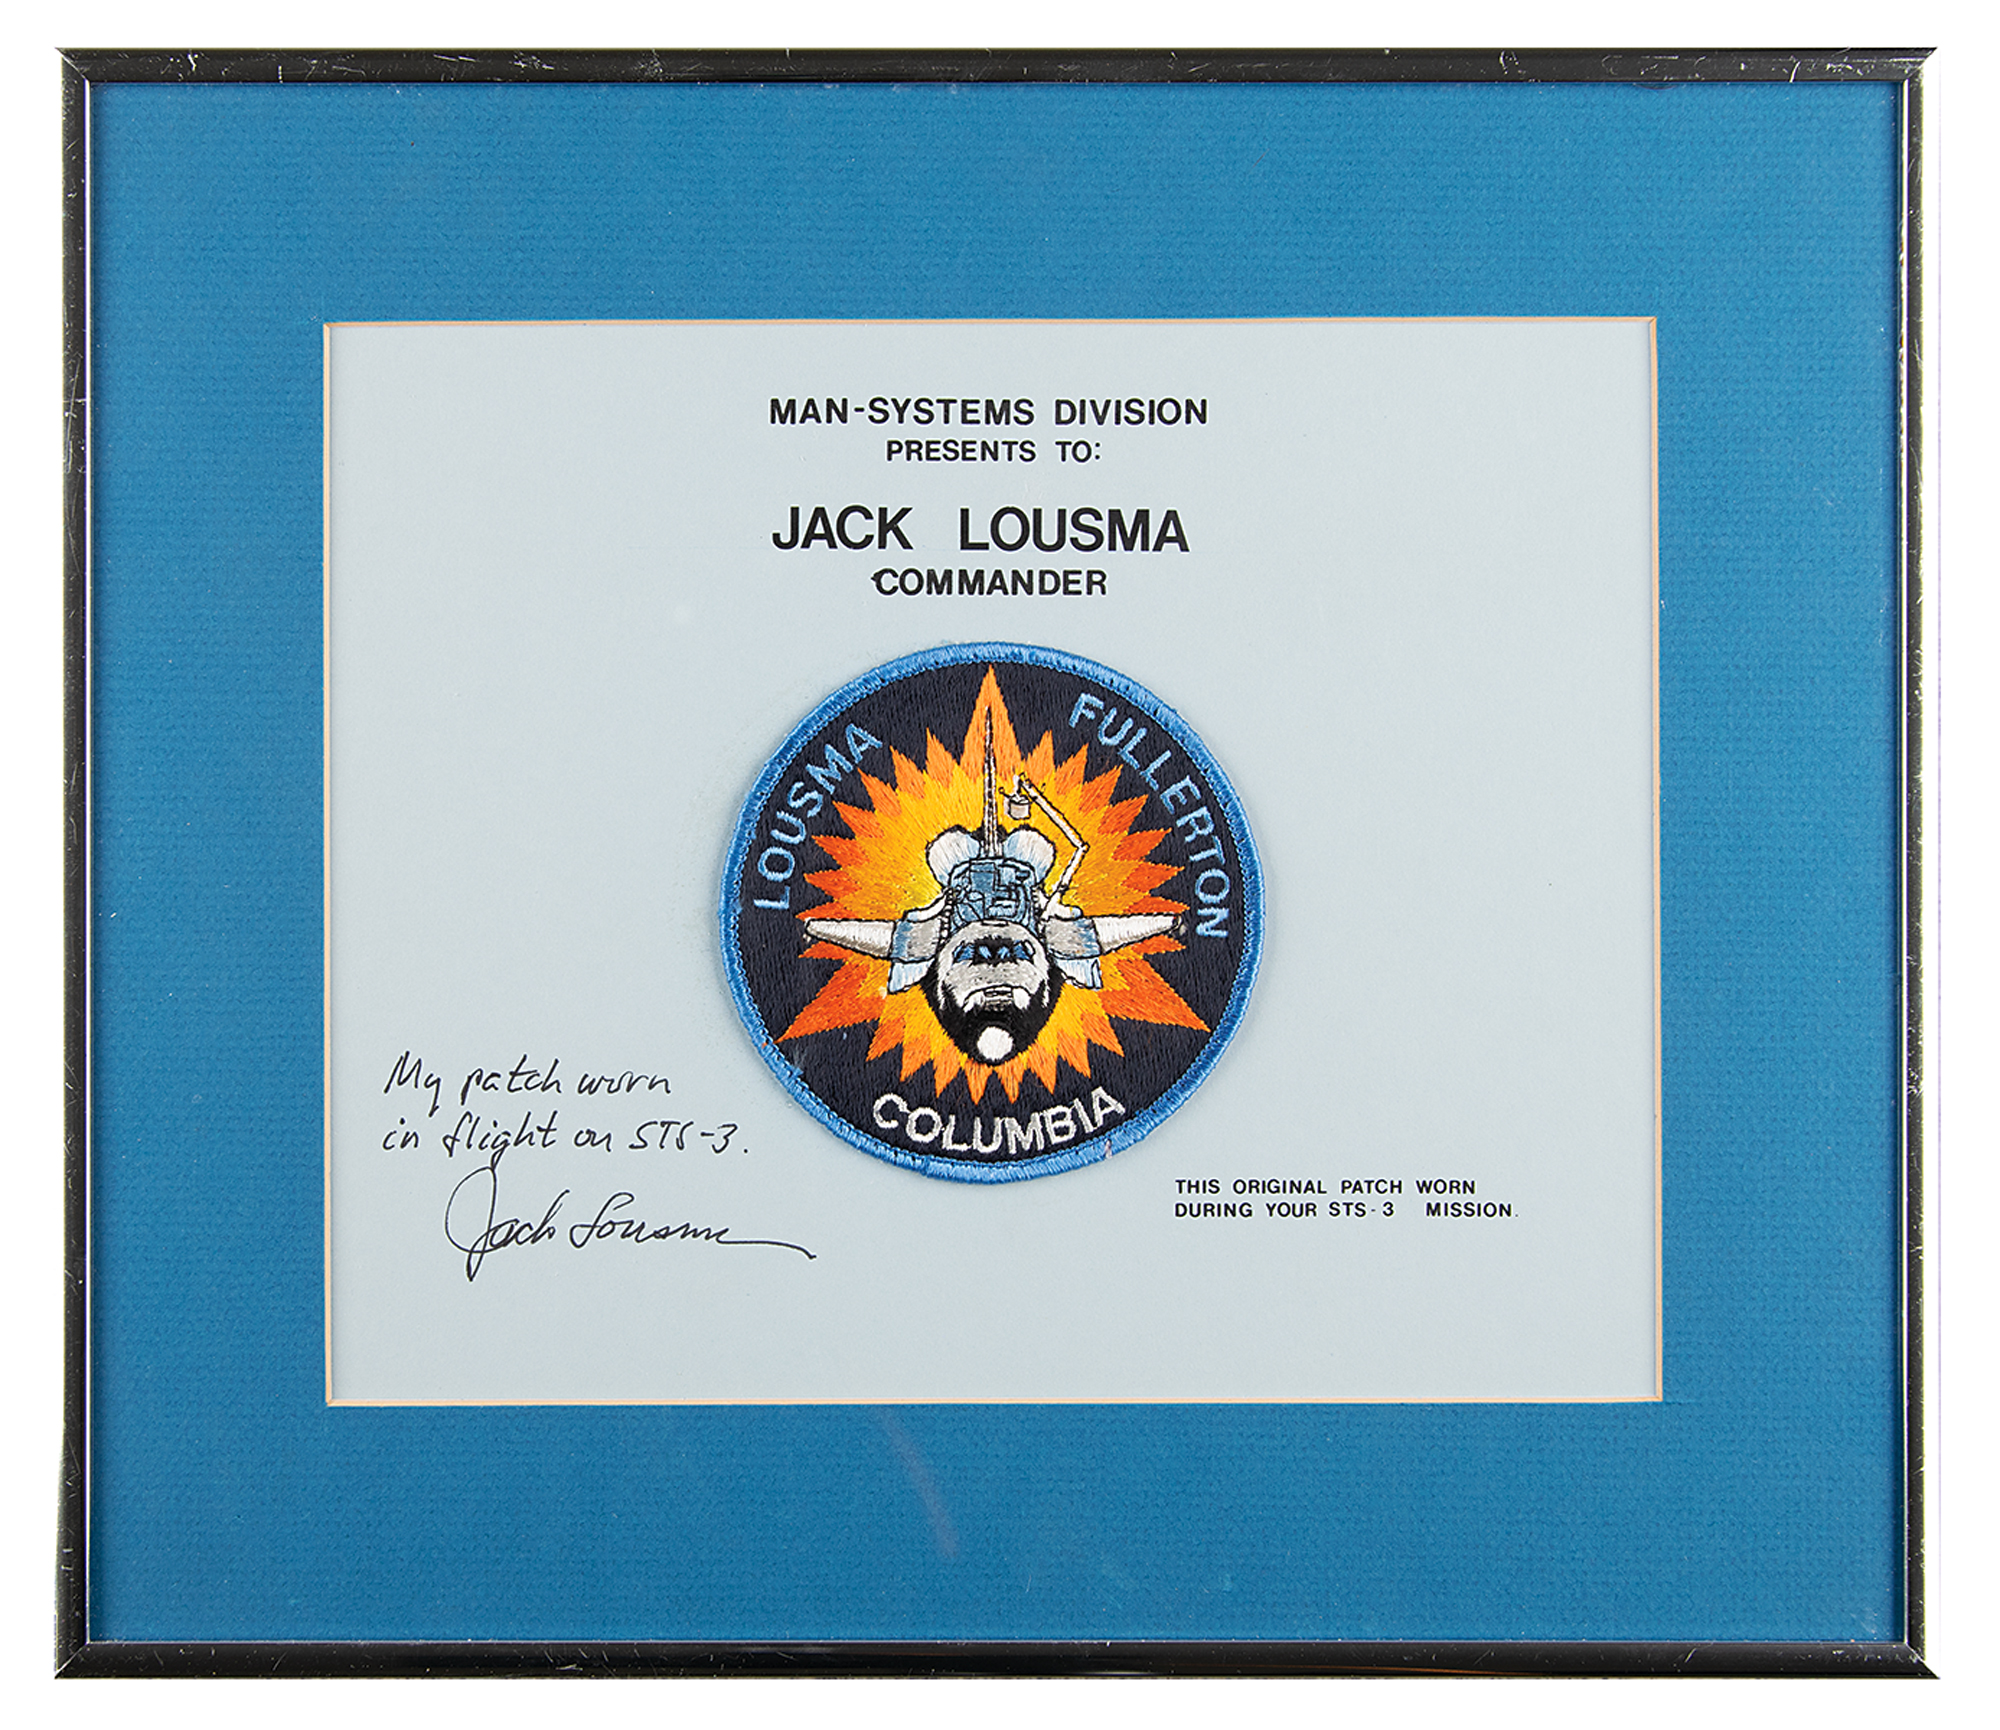 MAN-SYSTEMS DIVISION
PRESENTS TO:
JACK LOUSMA
COMMANDER
LOUSMA
FULLERTON
COLUMBIA
My patch worn
in flight on STS-3.
Jack Lousma
THIS ORIGINAL PATCH WORN
DURING YOUR STS-3 MISSION.